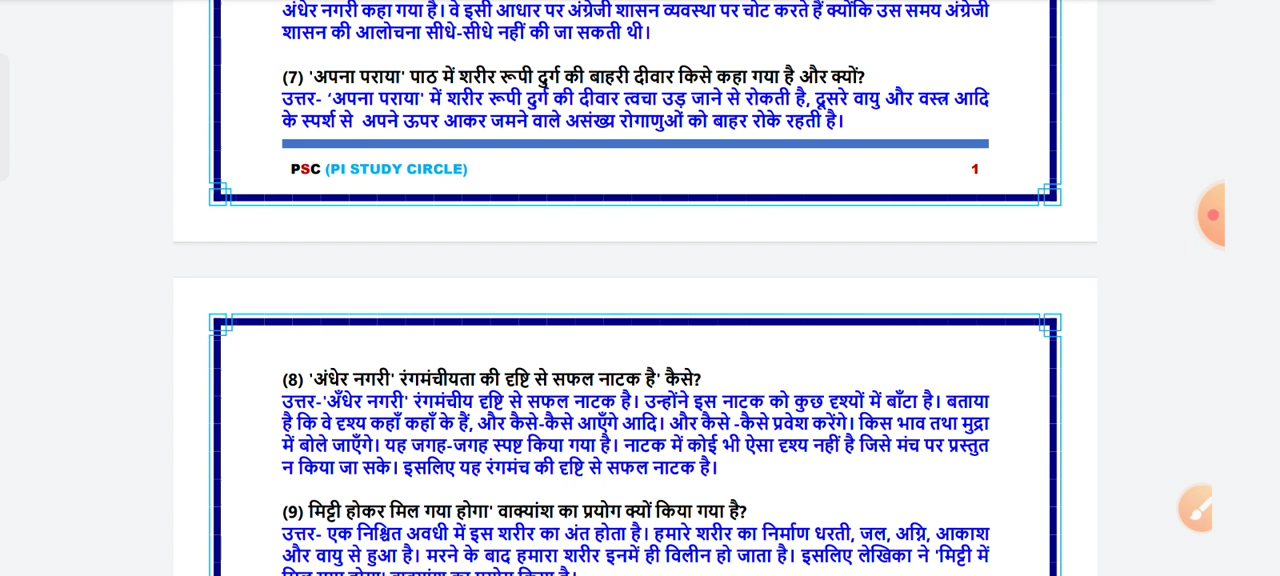 अंधेर नगरी कहा गया है। वे इसी आधार पर अंग्रेजी शासन व्यवस्था पर चोट करते हैं क्योंकि उस समय अंग्रेजी
शासन की आलोचना सीधे-सीधे नहीं की जा सकती थी।
(7) 'अपना पराया' पाठ में शरीर रूपी दुर्ग की बाहरी दीवार किसे कहा गया है और क्यों?
उत्तर- ‘अपना पराया' में शरीर रूपी दुर्ग की दीवार त्वचा उड़ जाने से रोकती है, दूसरे वायु और वस्त्र आदि
के स्पर्श से अपने ऊपर आकर जमने वाले असंख्य रोगाणुओं को बाहर रोके रहती है।
PSC (PI STUDY CIRCLE) 1
(8) 'अंधेर नगरी' रंगमंचीयता की दृष्टि से सफल नाटक है' कैसे?
उत्तर-'अँधेर नगरी' रंगमंचीय दृष्टि से सफल नाटक है। उन्होंने इस नाटक को कुछ दृश्यों में बाँटा है। बताया
है कि वे दृश्य कहाँ कहाँ के हैं, और कैसे-कैसे आएँगे आदि। और कैसे -कैसे प्रवेश करेंगे। किस भाव तथा मुद्रा
में बोले जाएँगे। यह जगह-जगह स्पष्ट किया गया है। नाटक में कोई भी ऐसा दृश्य नहीं है जिसे मंच पर प्रस्तुत
न किया जा सके। इसलिए यह रंगमंच की दृष्टि से सफल नाटक है।
(9) मिट्टी होकर मिल गया होगा' वाक्यांश का प्रयोग क्यों किया गया है?
उत्तर- एक निश्चित अवधी में इस शरीर का अंत होता है। हमारे शरीर का निर्माण धरती, जल, अग्नि, आकाश
और वायु से हुआ है। मरने के बाद हमारा शरीर इनमें ही विलीन हो जाता है। इसलिए लेखिका ने 'मिट्टी में
मिल गया होगा' वाक्यांश का प्रयोग किया है।